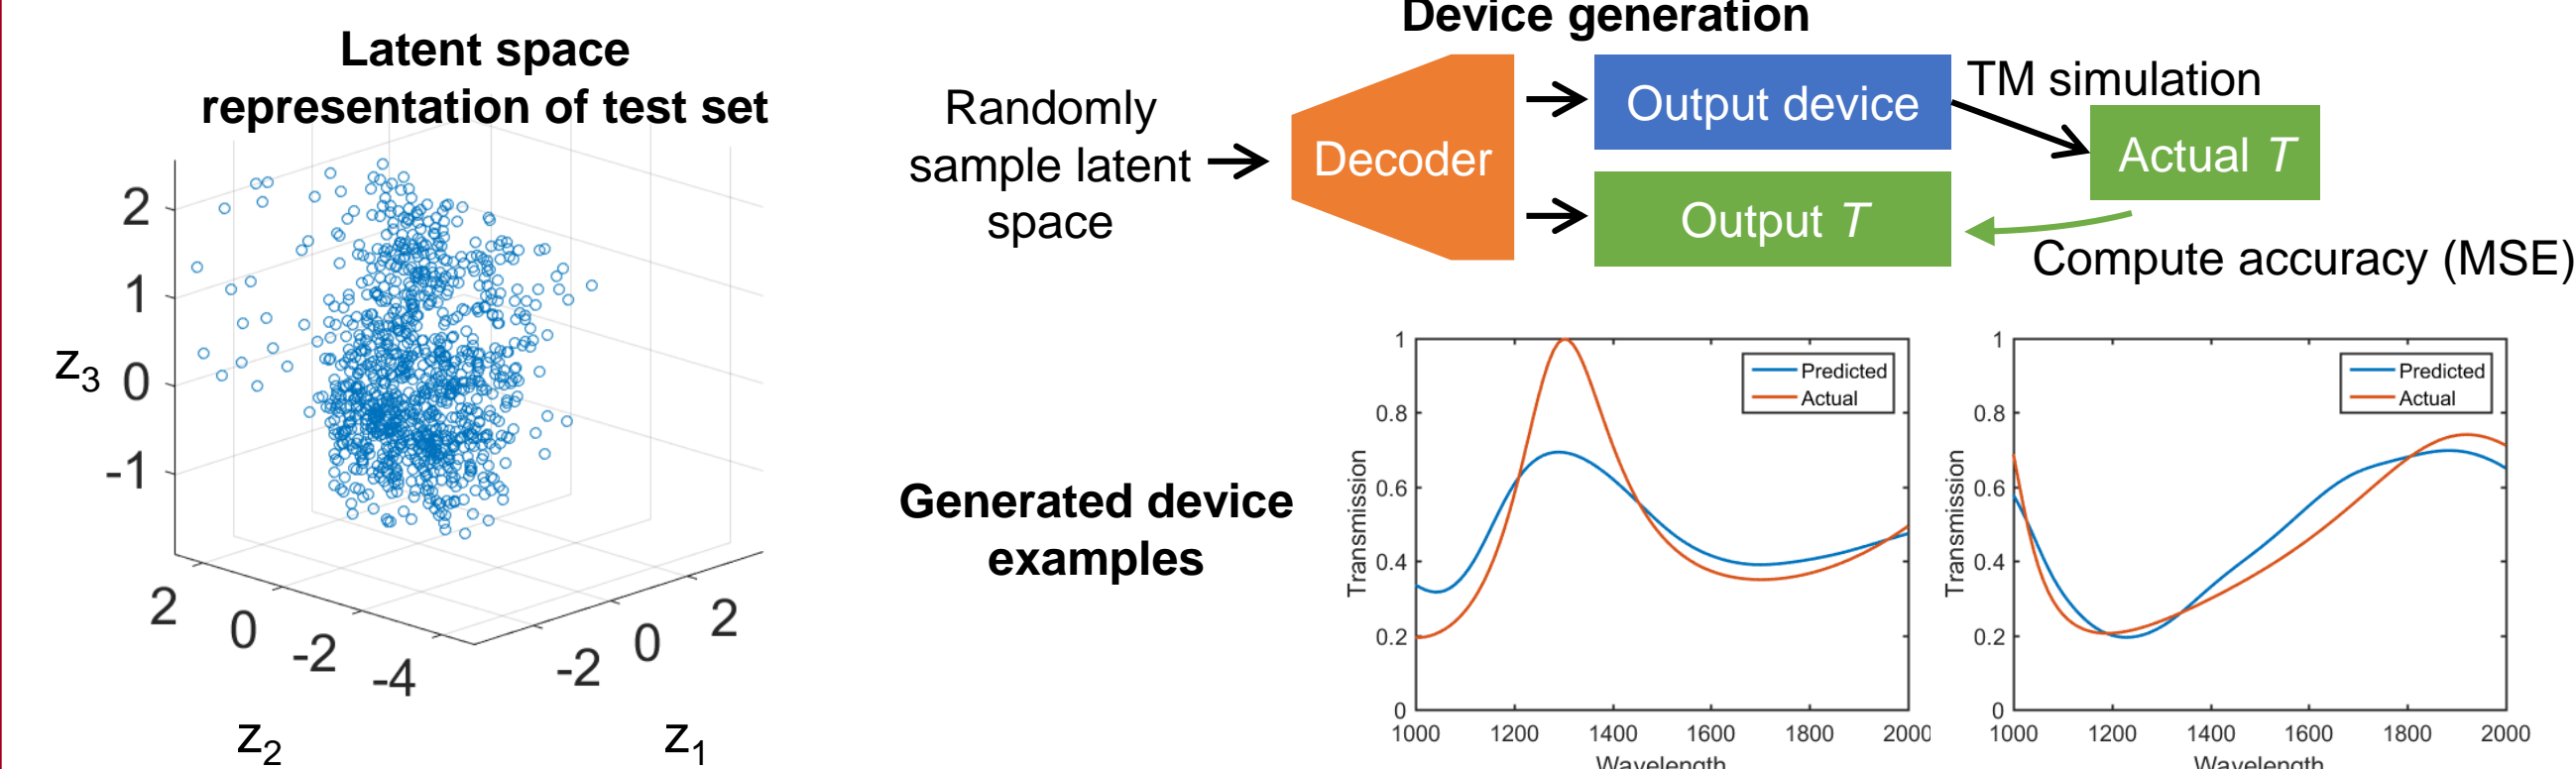 Latent space
representation of test set
z3
2
1
0
-1
2
0
-2
-4
-2
0
2
z2
z1
Device generation
Randomly
sample latent
space
Decoder
Output device
Output T
TM simulation
Actual T
Compute accuracy (MSE)
Generated device
examples
Transmission
1
0.8
0.6
0.4
0.2
0
1000
1200
1400
1600
1800
2000
Wavelength
Predicted
Actual
Transmission
1
0.8
0.6
0.4
0.2
0
1000
1200
1400
1600
1800
2000
Wavelength
Predicted
Actual